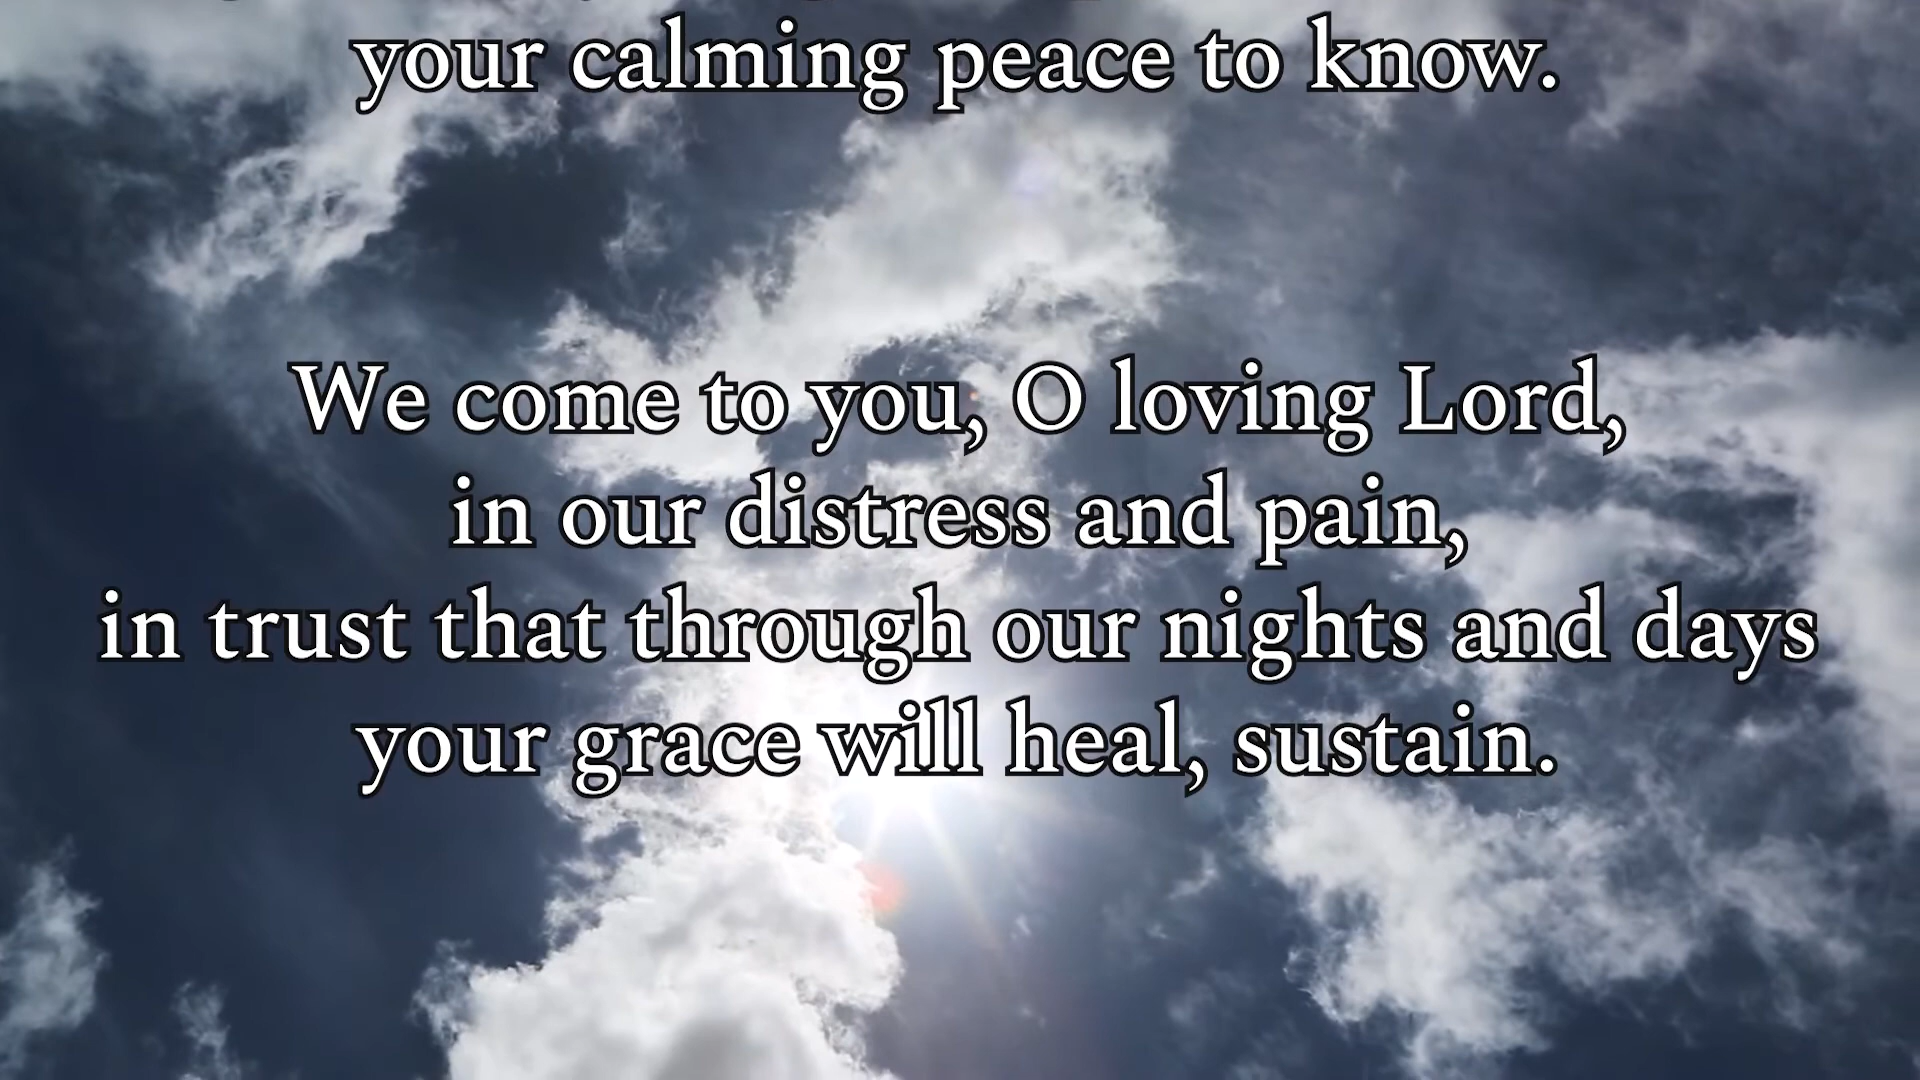 your calming peace to know.
We come to you, O loving Lord,
in our distress and pain,
in trust that through our nights and days
your grace will heal, sustain.